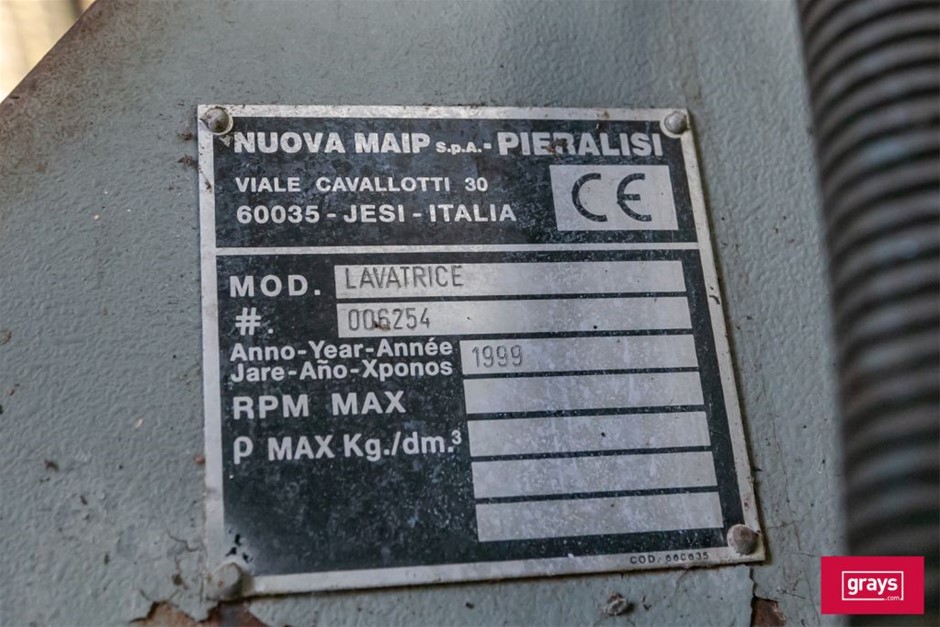 NUOVA MAIP S.p.A.-PIERALISI
VIALE CAVALLOTTI 30
60035 - JESI - ITALIA
CE
MOD. LAVATRICE
#. 006254
Anno-Year-Année
Jare-Año-Xponos
1999
RPM MAX
ρ MAX Kg./dm.³
COD.
grays
.com